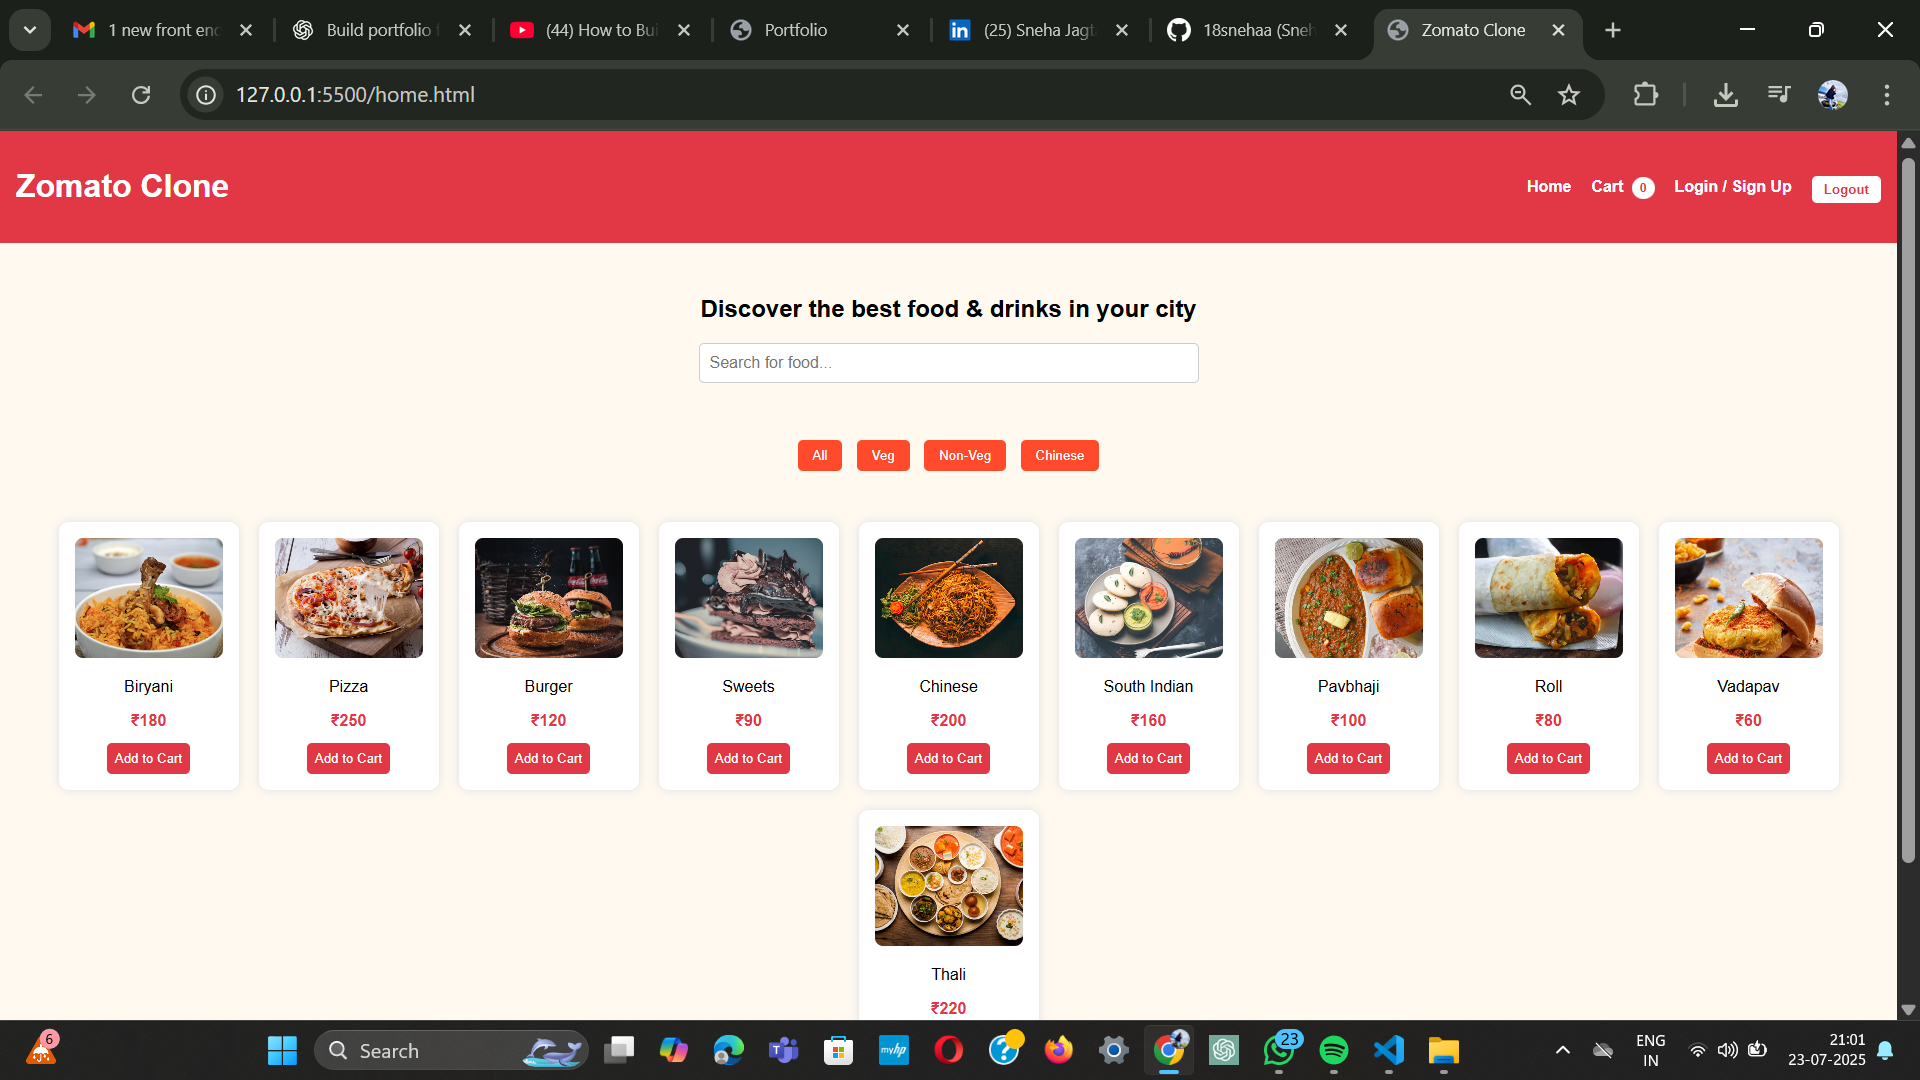 1 new front end
Build portfolio f
(44) How to Bui
Portfolio
(25) Sneha Jagta
18snehaa (Sneh
Zomato Clone
127.0.0.1:5500/home.html
Zomato Clone
Home Cart 0 Login / Sign Up Logout
Discover the best food & drinks in your city
Search for food...
All Veg Non-Veg Chinese
Biryani
₹180
Add to Cart
Pizza
₹250
Add to Cart
Burger
₹120
Add to Cart
Sweets
₹90
Add to Cart
Chinese
₹200
Add to Cart
South Indian
₹160
Add to Cart
Pavbhaji
₹100
Add to Cart
Roll
₹80
Add to Cart
Vadapav
₹60
Add to Cart
Thali
₹220
6
Search
myhp
23
ENG
IN
21:01
23-07-2025